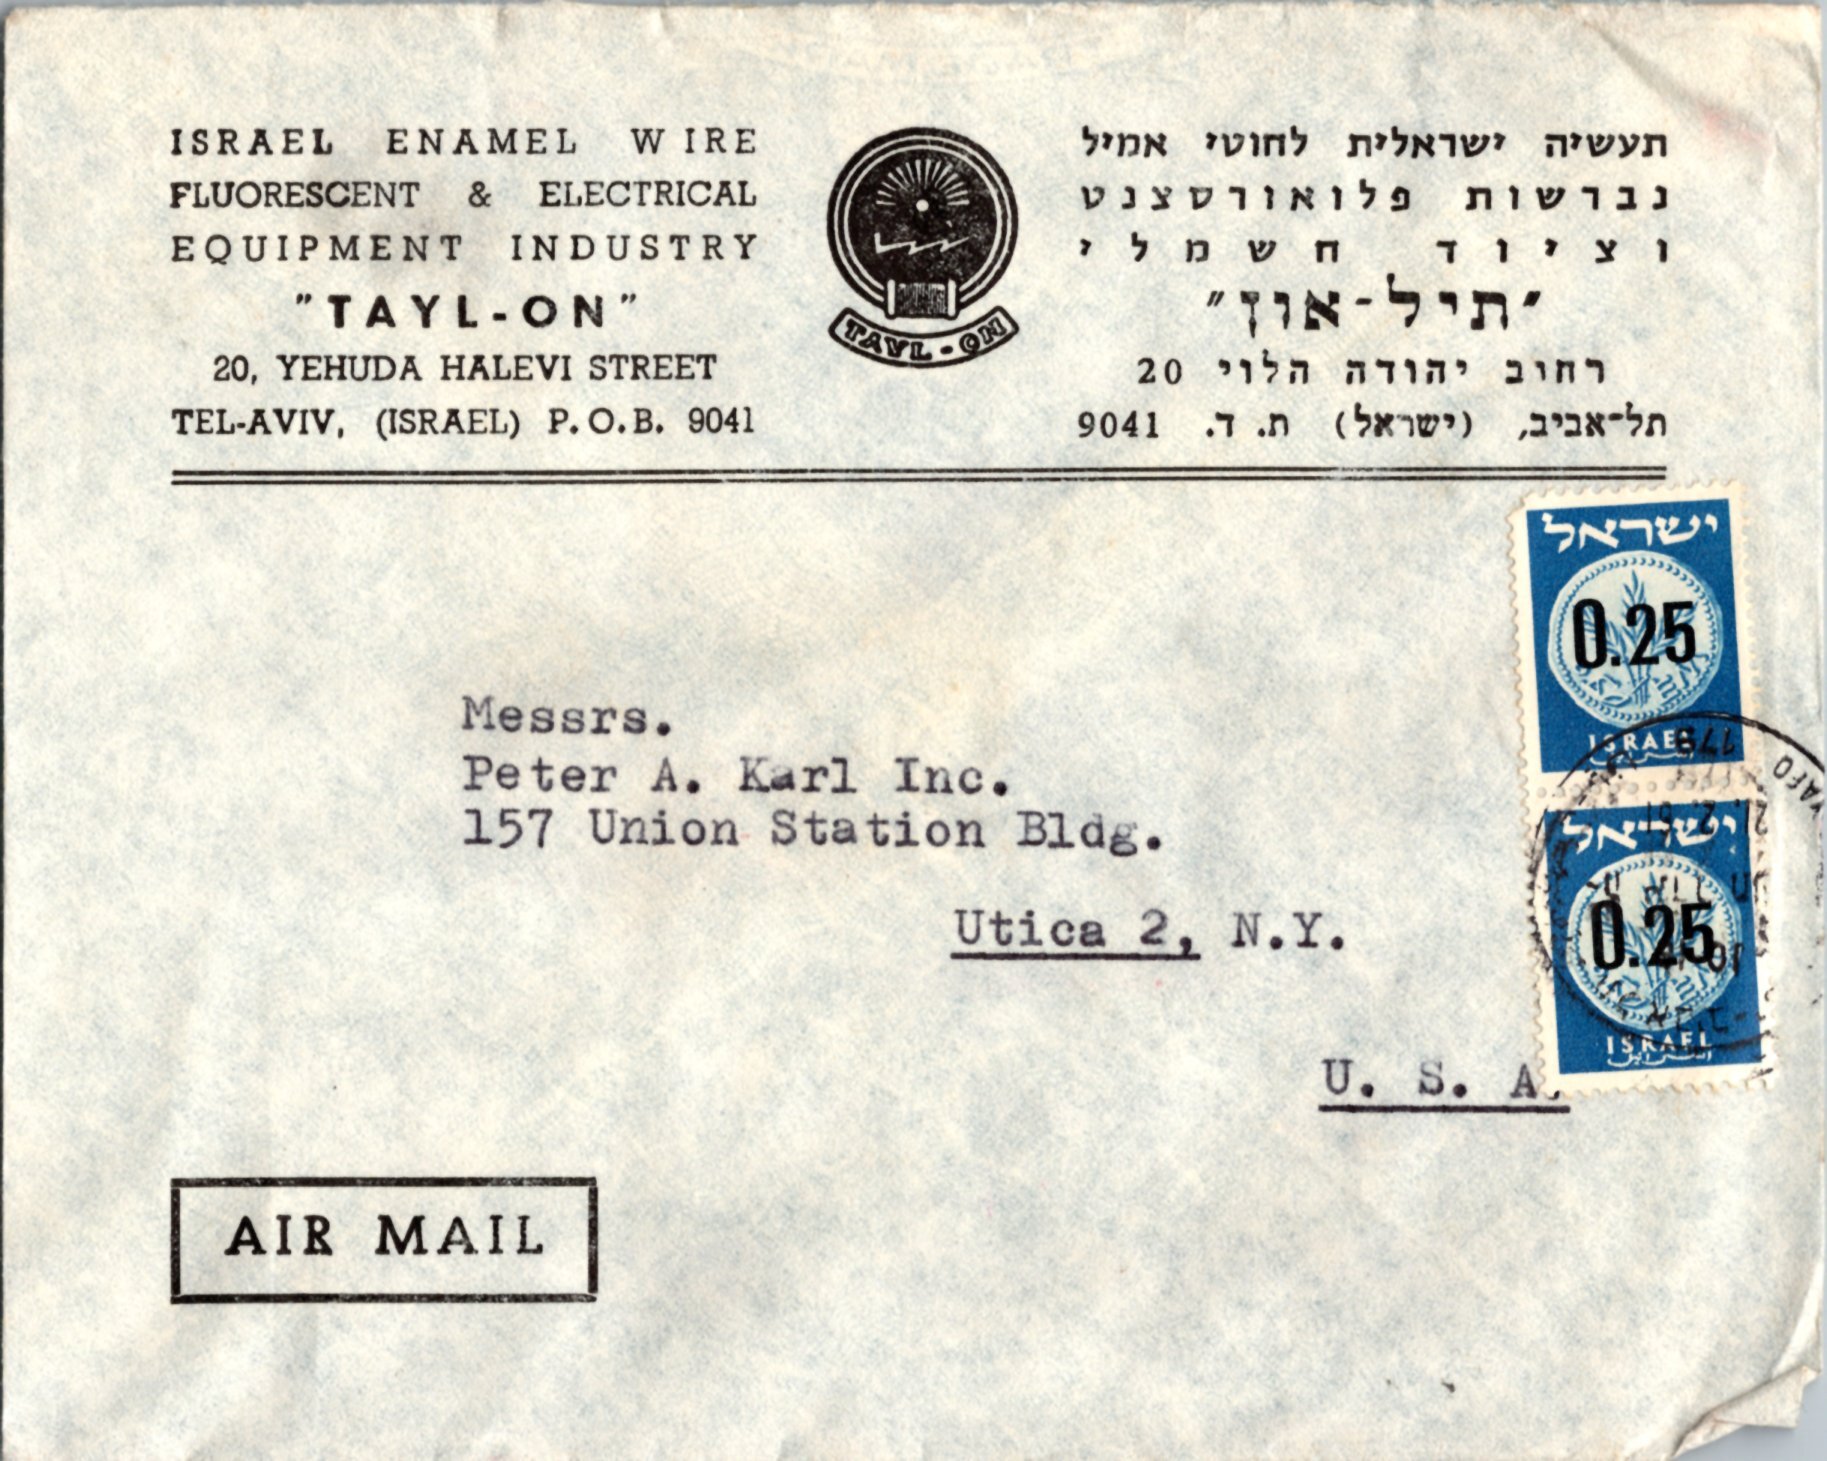 ISRAEL ENAMEL WIRE
FLUORESCENT & ELECTRICAL
EQUIPMENT INDUSTRY
"TAYL-ON"
20, YEHUDA HALEVI STREET
TEL-AVIV, (ISRAEL) P.O.B. 9041
TAYL-ON
תעשיה ישראלית לחוטי אמיל
נברשות פלואורסצנט
וציוד חשמלי
"תיל-און"
רחוב יהודה הלוי 20
תל-אביב, (ישראל) ת. ד. 9041
ישראל
0.25
ISRAEL
ישראל
0.25
ISRAEL
YAFO
Messrs.
Peter A. Karl Inc.
157 Union Station Bldg.
Utica 2, N.Y.
U. S. A.
AIR MAIL